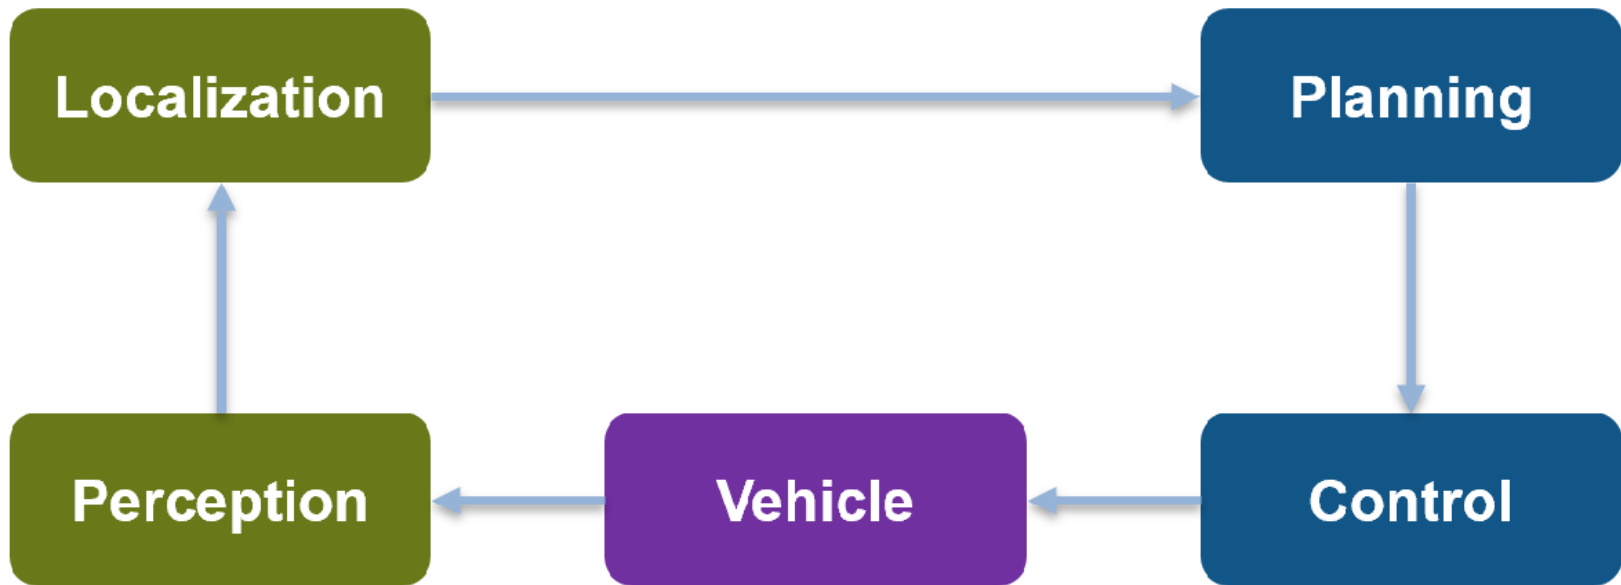 Localization
Planning
Perception
Vehicle
Control